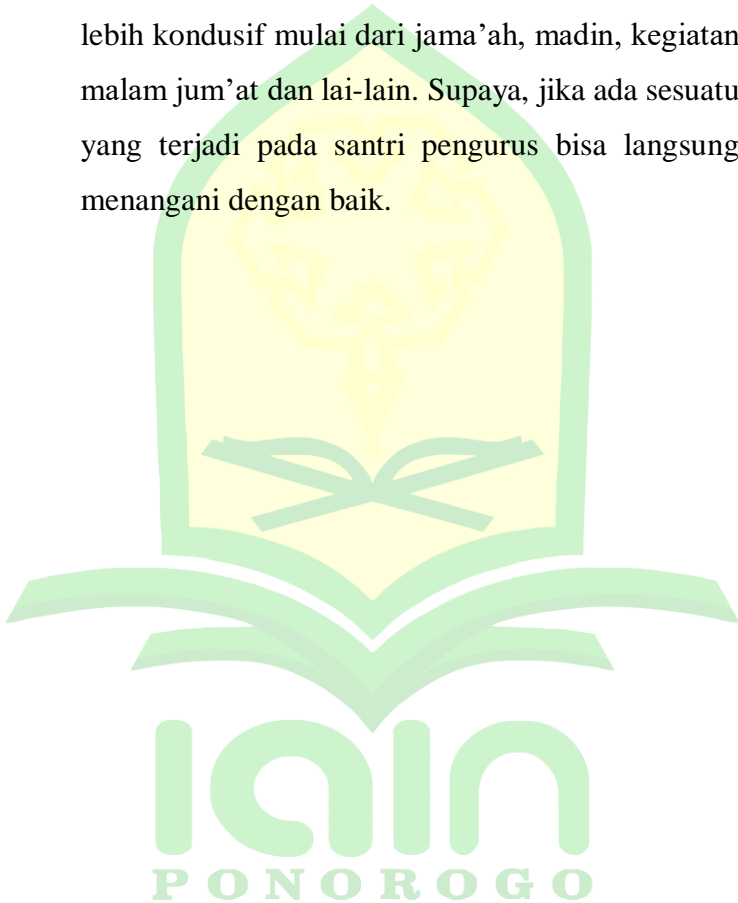 lebih kondusif mulai dari jama’ah, madin, kegiatan
malam jum’at dan lai-lain. Supaya, jika ada sesuatu
yang terjadi pada santri pengurus bisa langsung
menangani dengan baik.
iain
PONOROGO